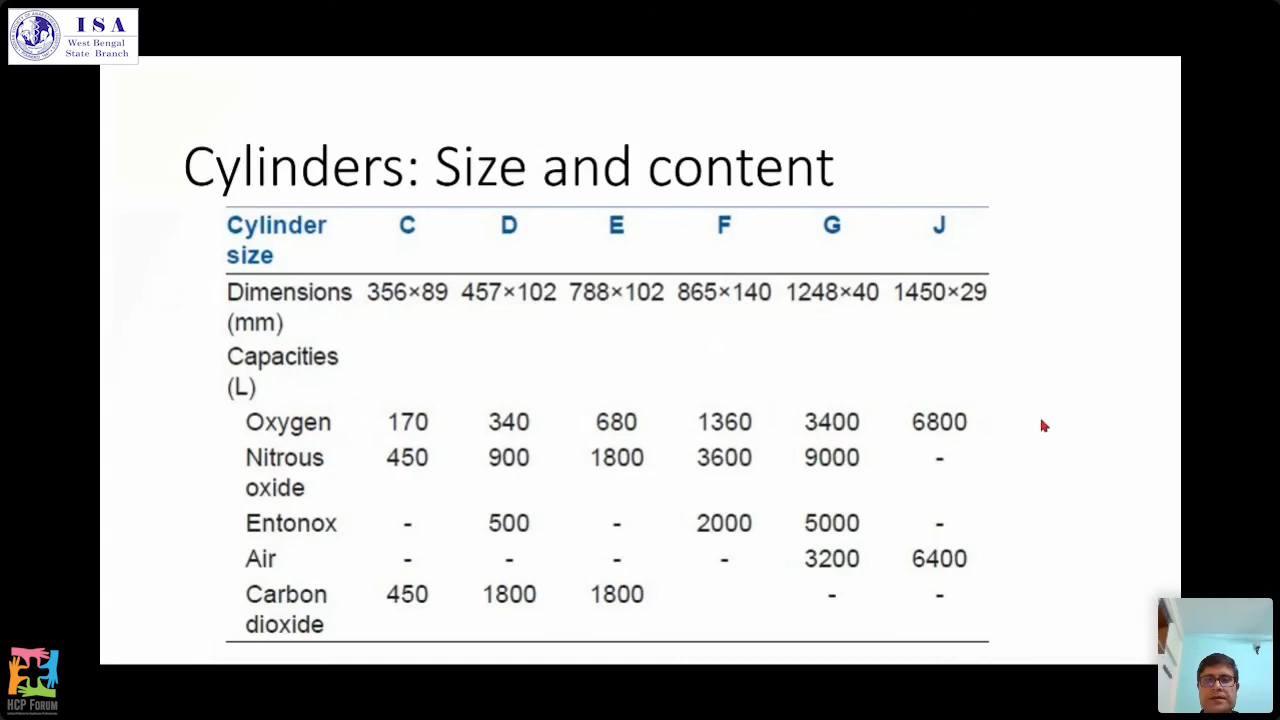 I S A
West Bengal
State Branch
Cylinders: Size and content
Cylinder size C D E F G J
Dimensions (mm) 356×89 457×102 788×102 865×140 1248×40 1450×29
Capacities (L)
Oxygen 170 340 680 1360 3400 6800
Nitrous oxide 450 900 1800 3600 9000 -
Entonox - 500 - 2000 5000 -
Air - - - - 3200 6400
Carbon dioxide 450 1800 1800 - -
HCP FORUM